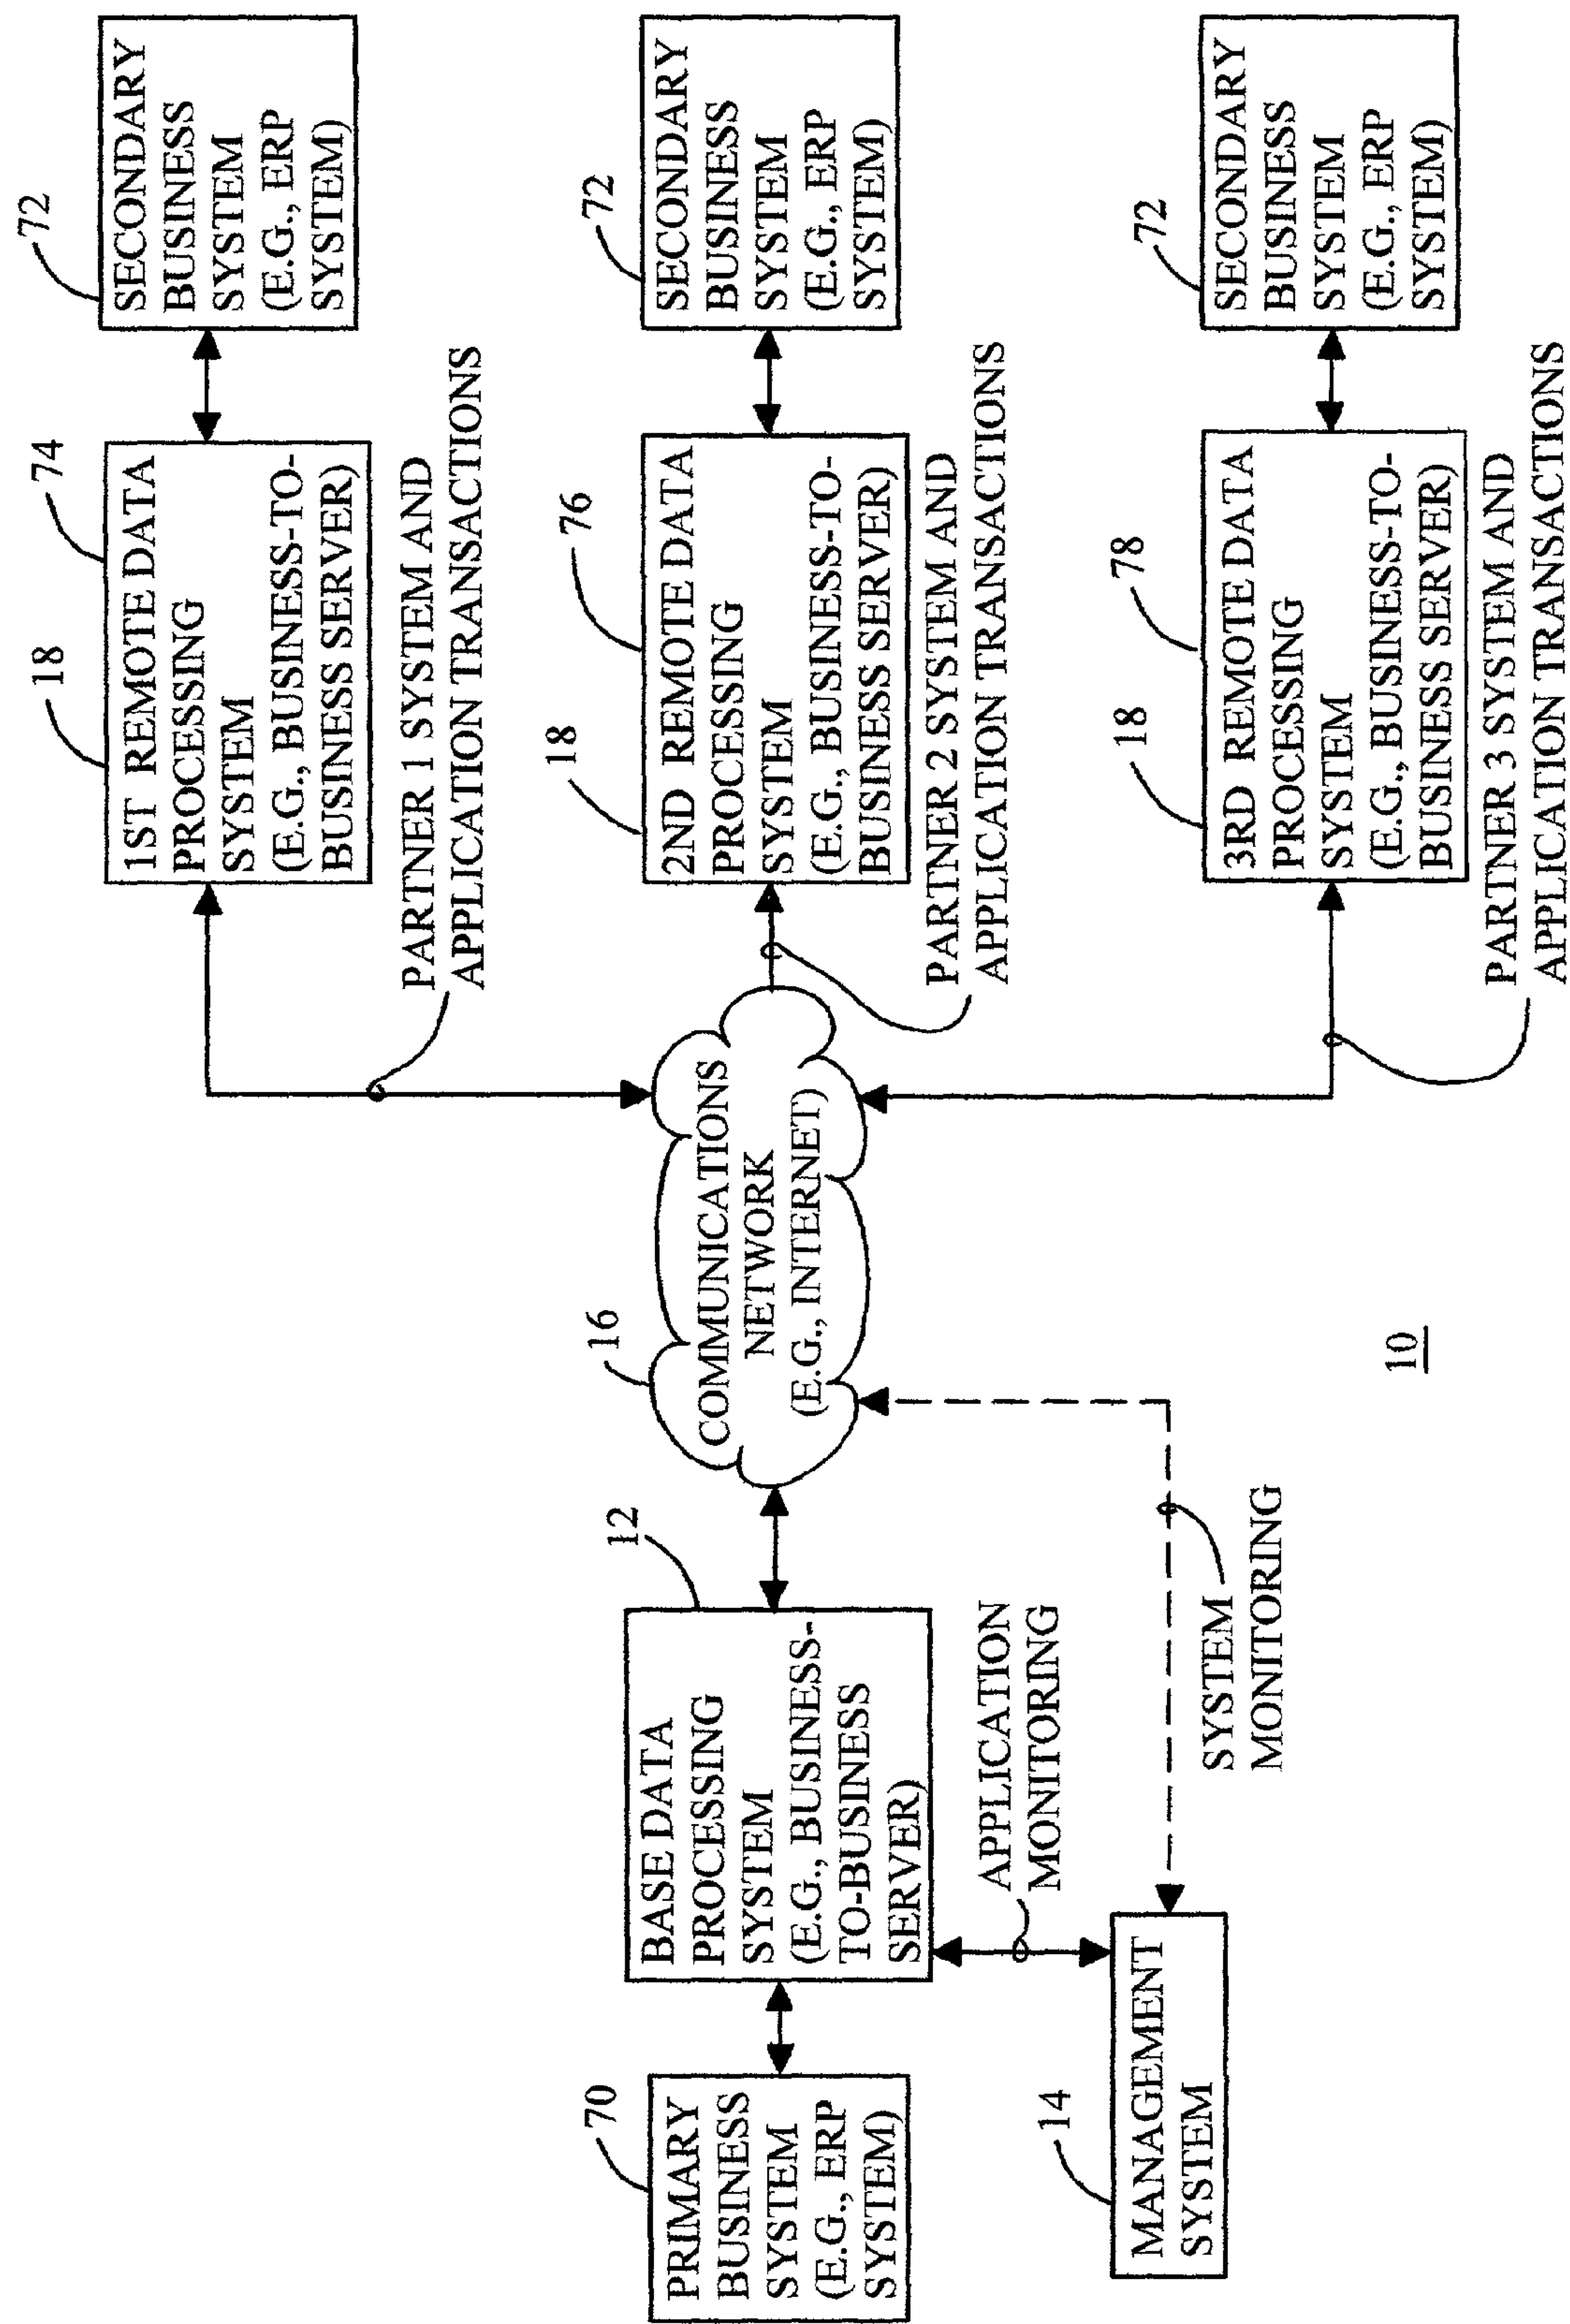 72
SECONDARY
BUSINESS
SYSTEM
(E.G., ERP
SYSTEM)
18
74
1ST REMOTE DATA
PROCESSING
SYSTEM
(E.G., BUSINESS-TO-
BUSINESS SERVER)
PARTNER 1 SYSTEM AND
APPLICATION TRANSACTIONS
72
SECONDARY
BUSINESS
SYSTEM
(E.G., ERP
SYSTEM)
18
76
2ND REMOTE DATA
PROCESSING
SYSTEM
(E.G., BUSINESS-TO-
BUSINESS SERVER)
PARTNER 2 SYSTEM AND
APPLICATION TRANSACTIONS
70
PRIMARY
BUSINESS
SYSTEM
(E.G., ERP
SYSTEM)
12
BASE DATA
PROCESSING
SYSTEM
(E.G., BUSINESS-
TO-BUSINESS
SERVER)
16
COMMUNICATIONS
NETWORK
(E.G., INTERNET)
APPLICATION
MONITORING
14
MANAGEMENT
SYSTEM
SYSTEM
MONITORING
72
SECONDARY
BUSINESS
SYSTEM
(E.G., ERP
SYSTEM)
18
78
3RD REMOTE DATA
PROCESSING
SYSTEM
(E.G., BUSINESS-TO-
BUSINESS SERVER)
PARTNER 3 SYSTEM AND
APPLICATION TRANSACTIONS
10